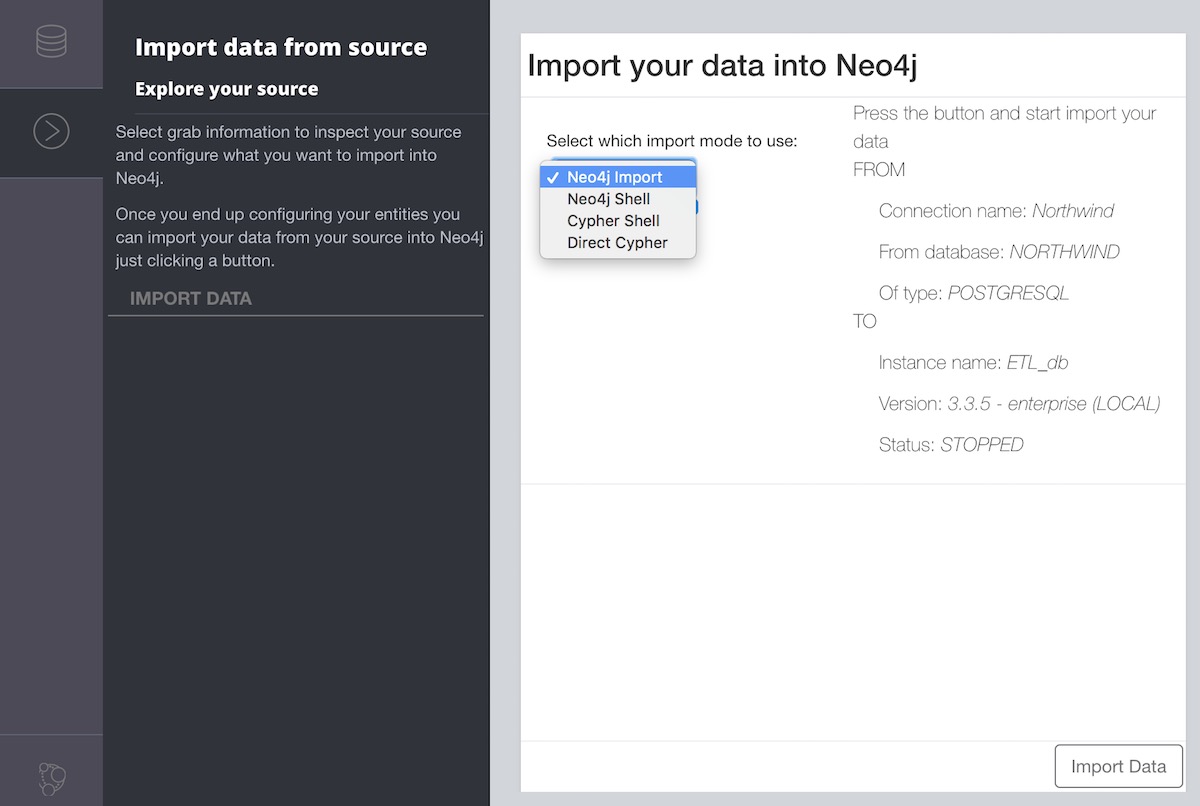 Import data from source
Explore your source
Select grab information to inspect your source
and configure what you want to import into
Neo4j.
Once you end up configuring your entities you
can import your data from your source into Neo4j
just clicking a button.
IMPORT DATA
Import your data into Neo4j
Select which import mode to use:
✓ Neo4j Import
Neo4j Shell
Cypher Shell
Direct Cypher
Press the button and start import your
data
FROM
Connection name: Northwind
From database: NORTHWIND
Of type: POSTGRESQL
TO
Instance name: ETL_db
Version: 3.3.5 - enterprise (LOCAL)
Status: STOPPED
Import Data